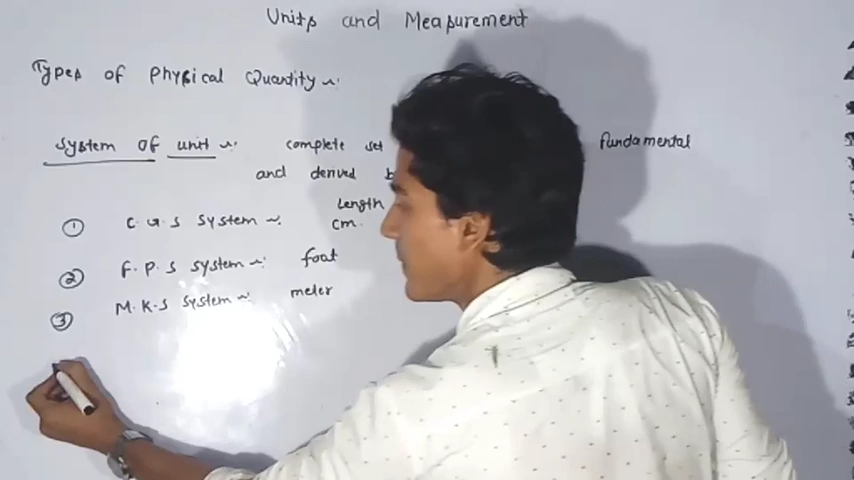 Units and Measurement
Types of Physical Quantity
System of unit complete set fundamental
and derived
Length
① C.G.S System cm.
② F.P.S System foot
③ M.K.S System meter